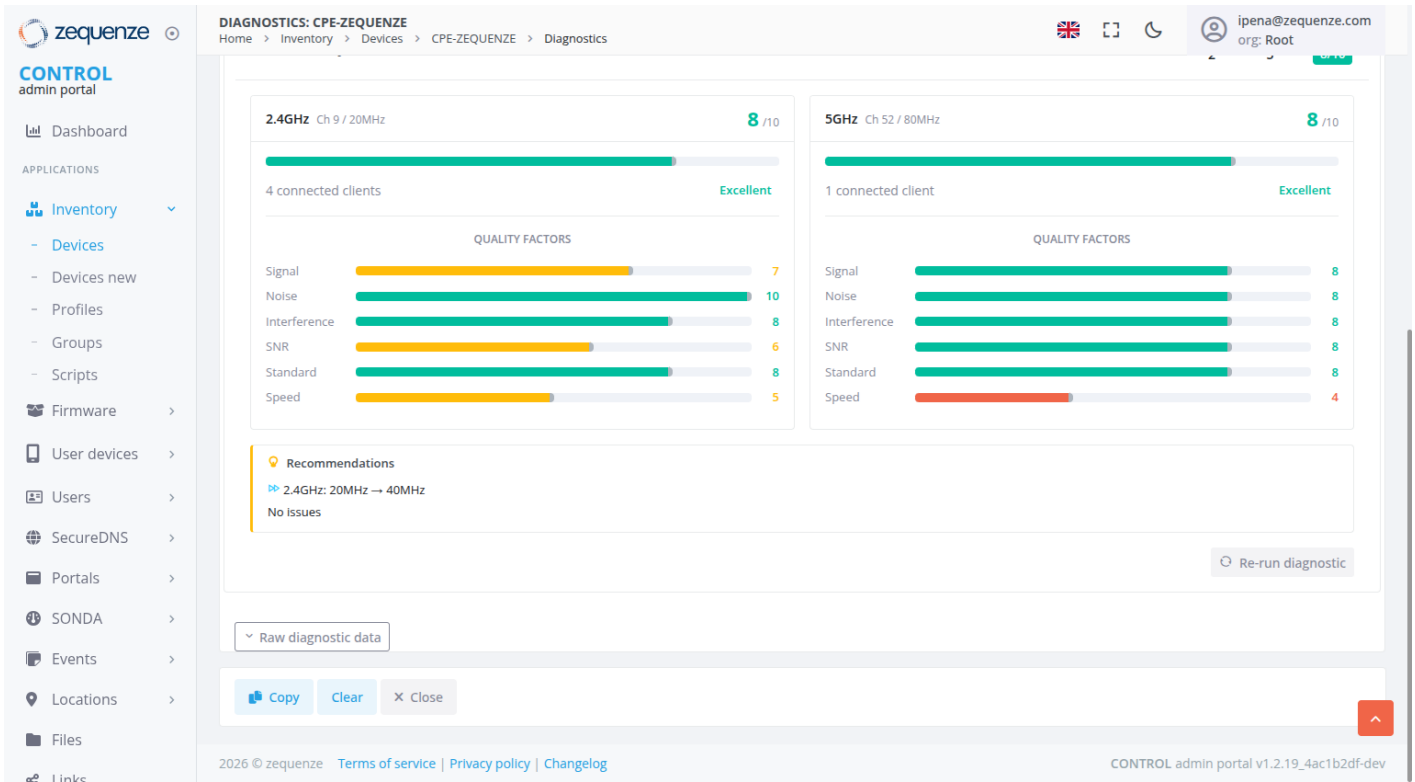 zequenze
CONTROL
admin portal
Dashboard
APPLICATIONS
Inventory
Devices
Devices new
Profiles
Groups
Scripts
Firmware
User devices
Users
SecureDNS
Portals
SONDA
Events
Locations
Files
Links
DIAGNOSTICS: CPE-ZEQUENZE
Home > Inventory > Devices > CPE-ZEQUENZE > Diagnostics
ipena@zequenze.com
org: Root
2.4GHz Ch 9 / 20MHz 8 /10
4 connected clients Excellent
QUALITY FACTORS
Signal 7
Noise 10
Interference 8
SNR 6
Standard 8
Speed 5
5GHz Ch 52 / 80MHz 8 /10
1 connected client Excellent
QUALITY FACTORS
Signal 8
Noise 8
Interference 8
SNR 8
Standard 8
Speed 4
Recommendations
2.4GHz: 20MHz → 40MHz
No issues
Re-run diagnostic
Raw diagnostic data
Copy Clear × Close
2026 © zequenze Terms of service | Privacy policy | Changelog
CONTROL admin portal v1.2.19_4ac1b2df-dev